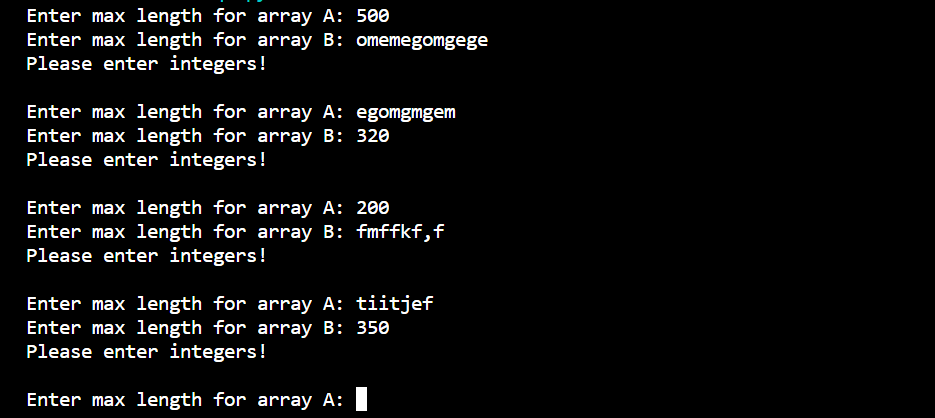 Enter max length for array A: 500
Enter max length for array B: omemegomgege
Please enter integers!
Enter max length for array A: egomgmgem
Enter max length for array B: 320
Please enter integers!
Enter max length for array A: 200
Enter max length for array B: fmffkf,f
Please enter integers!
Enter max length for array A: tiitjef
Enter max length for array B: 350
Please enter integers!
Enter max length for array A: